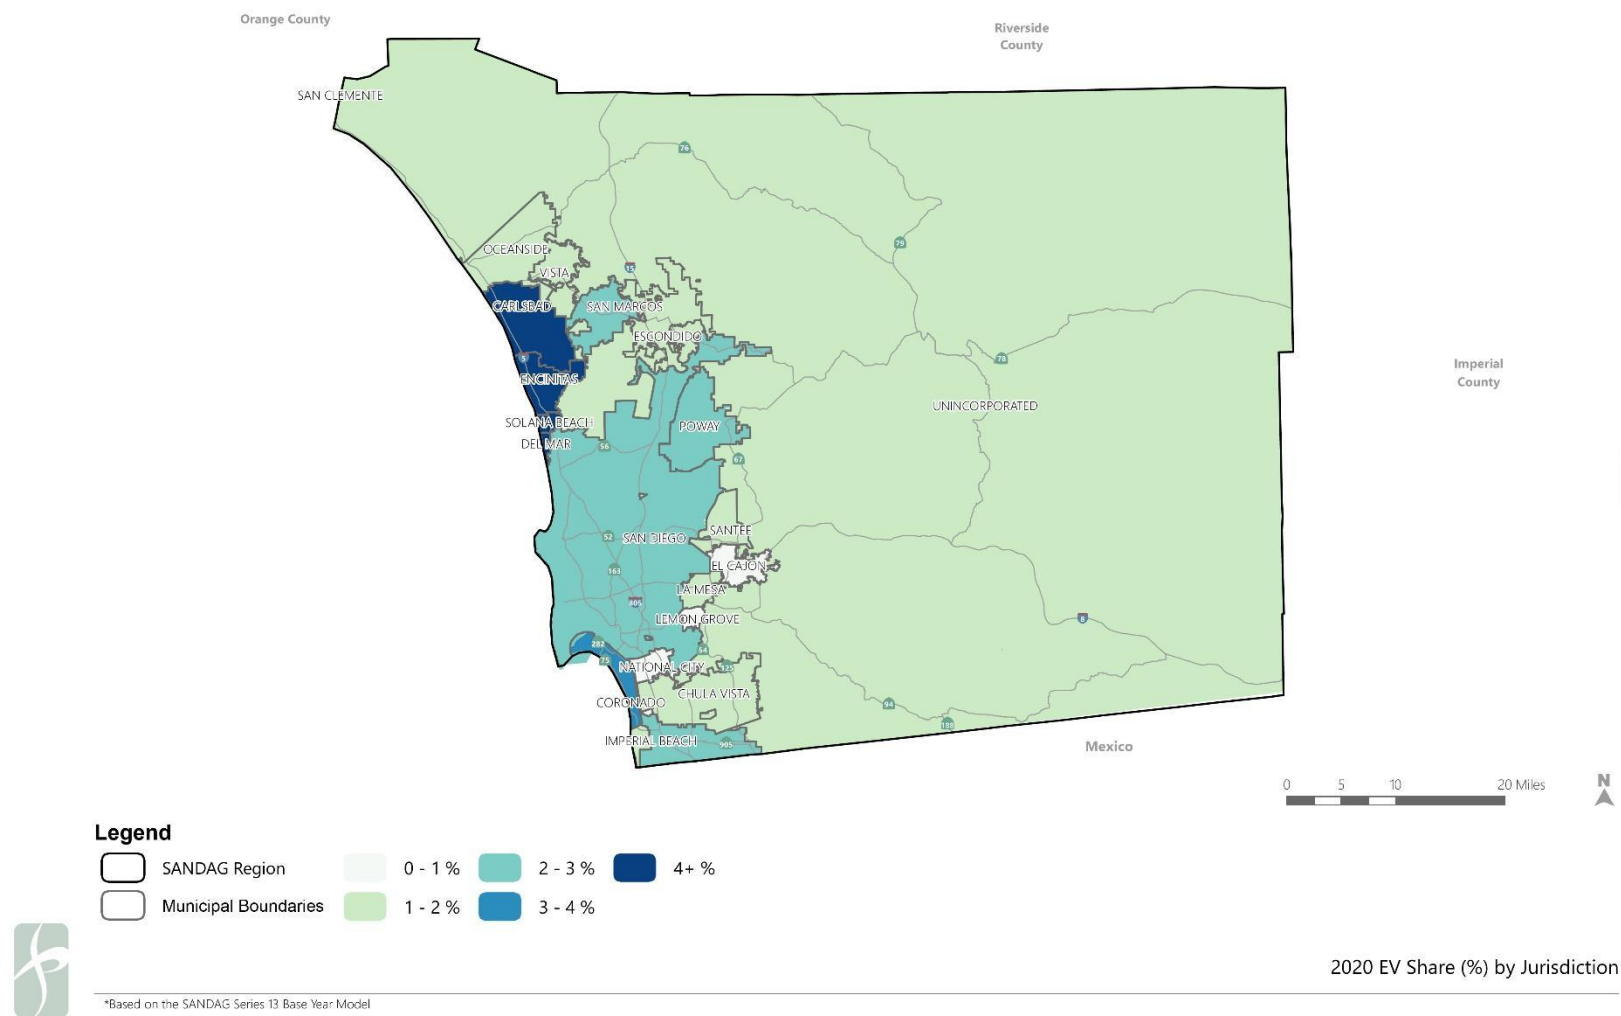 Orange County
Riverside
County
SAN CLEMENTE
76
79
OCEANSIDE
VISTA
15
CARLSBAD
SAN MARCOS
ESCONDIDO
5
78
Imperial
County
ENCINITAS
UNINCORPORATED
SOLANA BEACH
POWAY
DEL MAR
56
67
SANTEE
52
SAN DIEGO
EL CAJON
163
LA MESA
805
LEMON GROVE
8
282
54
75
NATIONAL CITY
125
CHULA VISTA
CORONADO
94
188
IMPERIAL BEACH
905
Mexico
0 5 10 20 Miles
N
Legend
SANDAG Region
0 - 1 %
2 - 3 %
4+ %
Municipal Boundaries
1 - 2 %
3 - 4 %
2020 EV Share (%) by Jurisdiction
*Based on the SANDAG Series 13 Base Year Model